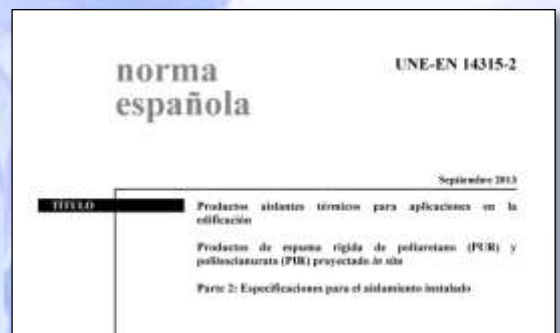 norma
española
UNE-EN 14315-2
Septiembre 2013
TÍTULO
Productos aislantes térmicos para aplicaciones en la
edificación
Productos de espuma rígida de poliuretano (PUR) y
poliisocianurato (PIR) proyectado in situ
Parte 2: Especificaciones para el aislamiento instalado